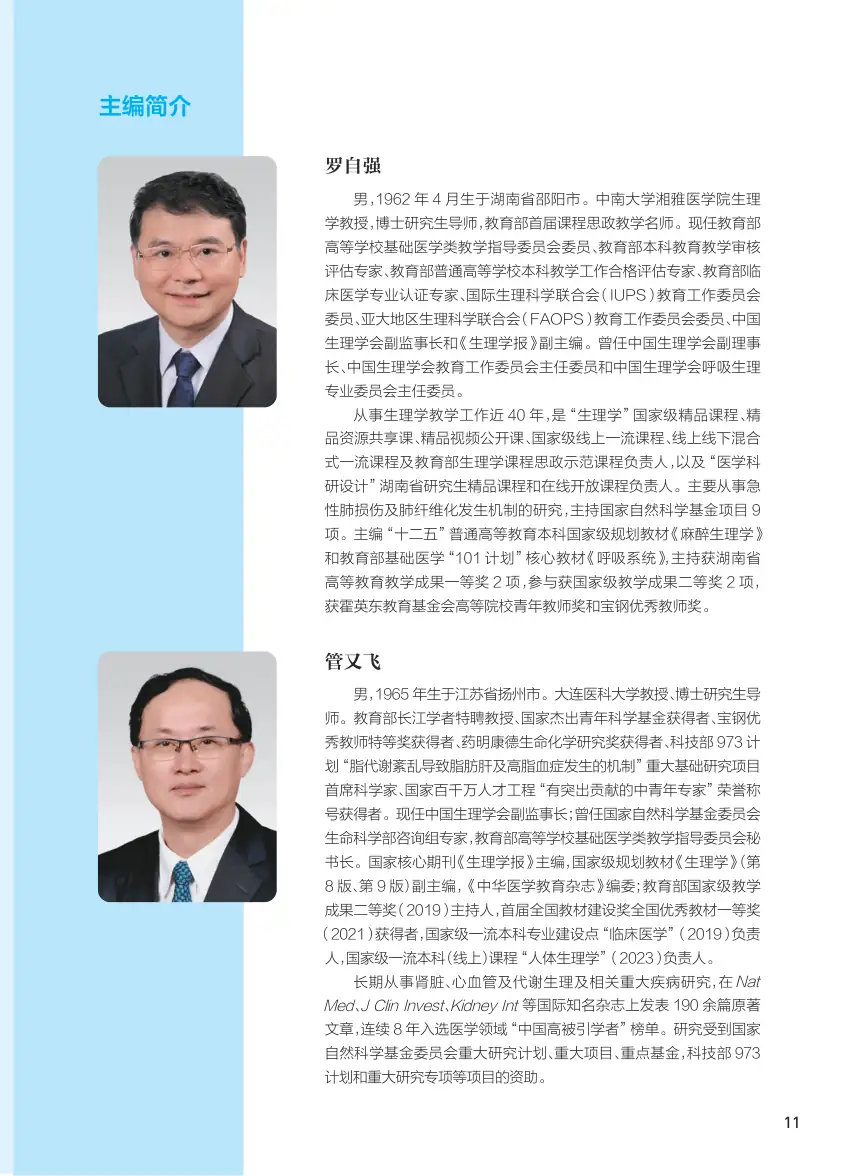 主编简介
罗自强
男,1962 年 4 月生于湖南省邵阳市。中南大学湘雅医学院生理
学教授,博士研究生导师,教育部首届课程思政教学名师。现任教育部
高等学校基础医学类教学指导委员会委员、教育部本科教育教学审核
评估专家、教育部普通高等学校本科教学工作合格评估专家、教育部临
床医学专业认证专家、国际生理科学联合会(IUPS)教育工作委员会
委员、亚大地区生理科学联合会(FAOPS)教育工作委员会委员、中国
生理学会副监事长和《生理学报》副主编。曾任中国生理学会副理事
长、中国生理学会教育工作委员会主任委员和中国生理学会呼吸生理
专业委员会主任委员。
从事生理学教学工作近 40 年,是“生理学”国家级精品课程、精
品资源共享课、精品视频公开课、国家级线上一流课程、线上线下混合
式一流课程及教育部生理学课程思政示范课程负责人,以及“医学科
研设计”湖南省研究生精品课程和在线开放课程负责人。主要从事急
性肺损伤及肺纤维化发生机制的研究,主持国家自然科学基金项目 9
项。主编“十二五”普通高等教育本科国家级规划教材《麻醉生理学》
和教育部基础医学“101 计划”核心教材《呼吸系统》,主持获湖南省
高等教育教学成果一等奖 2 项,参与获国家级教学成果二等奖 2 项,
获霍英东教育基金会高等院校青年教师奖和宝钢优秀教师奖。
管又飞
男,1965 年生于江苏省扬州市。大连医科大学教授、博士研究生导
师。教育部长江学者特聘教授、国家杰出青年科学基金获得者、宝钢优
秀教师特等奖获得者、药明康德生命化学研究奖获得者、科技部 973 计
划“脂代谢紊乱导致脂肪肝及高脂血症发生的机制”重大基础研究项目
首席科学家、国家百千万人才工程“有突出贡献的中青年专家”荣誉称
号获得者。现任中国生理学会副监事长;曾任国家自然科学基金委员会
生命科学部咨询组专家,教育部高等学校基础医学类教学指导委员会秘
书长。国家核心期刊《生理学报》主编,国家级规划教材《生理学》(第
8 版、第 9 版)副主编,《中华医学教育杂志》编委;教育部国家级教学
成果二等奖(2019)主持人,首届全国教材建设奖全国优秀教材一等奖
(2021)获得者,国家级一流本科专业建设点“临床医学”(2019)负责
人,国家级一流本科(线上)课程“人体生理学”(2023)负责人。
长期从事肾脏、心血管及代谢生理及相关重大疾病研究,在 Nat
Med、J Clin Invest、Kidney Int 等国际知名杂志上发表 190 余篇原著
文章,连续 8 年入选医学领域“中国高被引学者”榜单。研究受到国家
自然科学基金委员会重大研究计划、重大项目、重点基金,科技部 973
计划和重大研究专项等项目的资助。
11